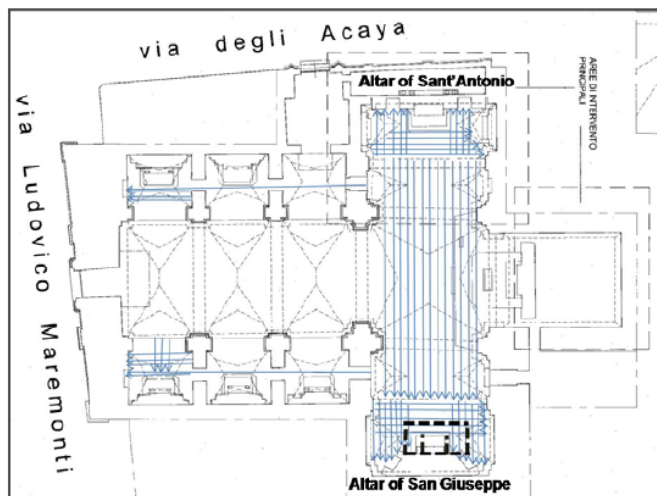 via degli Acaya
Altar of Sant'Antonio
AREE DI INTERVENTO
PRINCIPALI
via Ludovico Maremonti
Altar of San Giuseppe